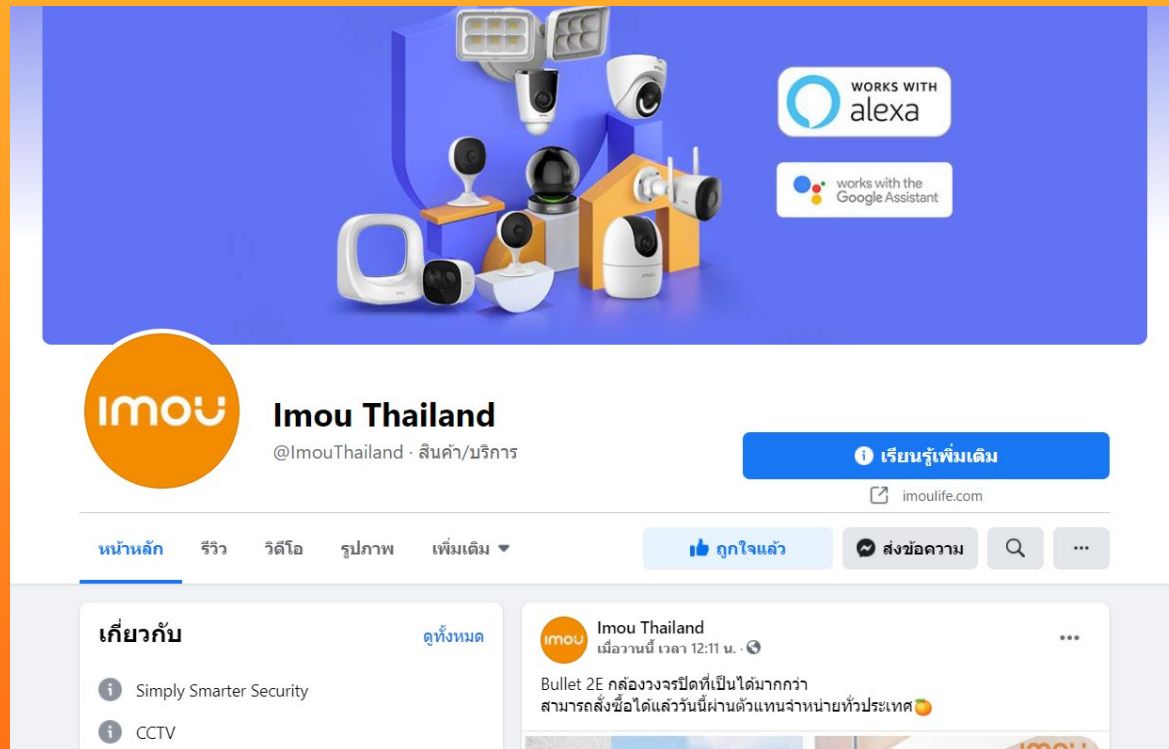 WORKS WITH
alexa
works with the
Google Assistant
imou
imou
imou
Imou Thailand
@ImouThailand · สินค้า/บริการ
เรียนรู้เพิ่มเติม
imoulife.com
หน้าหลัก รีวิว วิดีโอ รูปภาพ เพิ่มเติม
ถูกใจแล้ว ส่งข้อความ
เกี่ยวกับ ดูทั้งหมด
Simply Smarter Security
CCTV
imou
Imou Thailand
เมื่อวานนี้ เวลา 12:11 น. ·
Bullet 2E กล้องวงจรปิดที่เป็นได้มากกว่า
สามารถสั่งซื้อได้แล้ววันนี้ผ่านตัวแทนจำหน่ายทั่วประเทศ🍊
imou